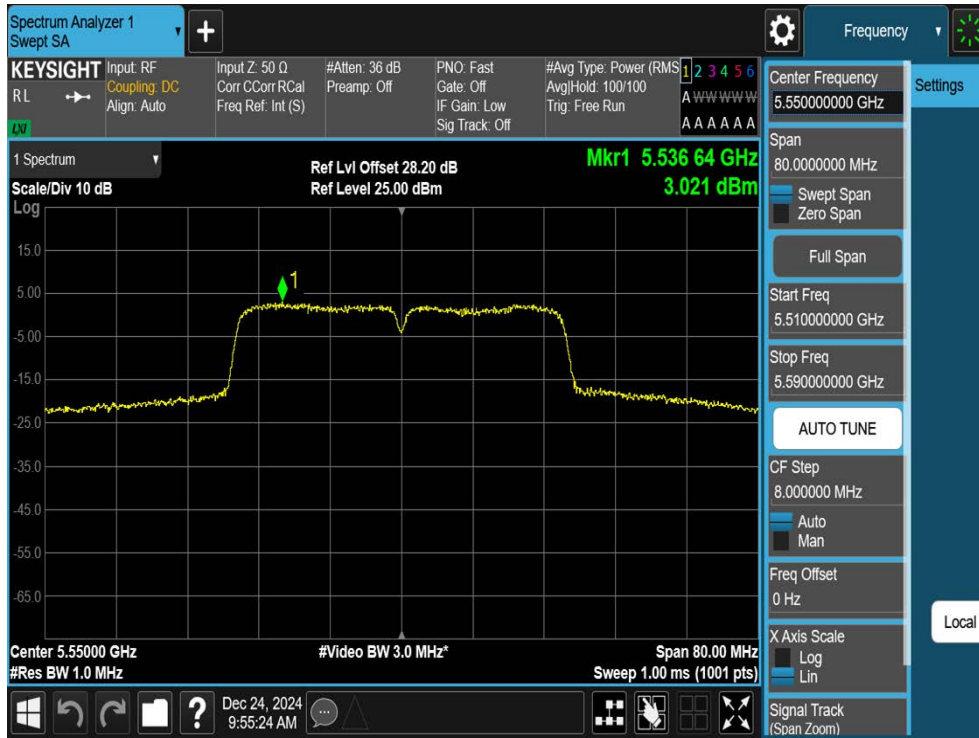 Spectrum Analyzer 1
Swept SA
+
Frequency
KEYSIGHT
R L
LXI
Input: RF
Coupling: DC
Align: Auto
Input Z: 50 Ω
Corr CCorr RCal
Freq Ref: Int (S)
#Atten: 36 dB
Preamp: Off
PNO: Fast
Gate: Off
IF Gain: Low
Sig Track: Off
#Avg Type: Power (RMS
Avg|Hold: 100/100
Trig: Free Run
1 2 3 4 5 6
A W W W W W
A A A A A A
1 Spectrum
Scale/Div 10 dB
Log
Ref Lvl Offset 28.20 dB
Ref Level 25.00 dBm
Mkr1 5.536 64 GHz
3.021 dBm
15.0
5.00
-5.00
-15.0
-25.0
-35.0
-45.0
-55.0
-65.0
1
Center 5.55000 GHz
#Res BW 1.0 MHz
#Video BW 3.0 MHz*
Span 80.00 MHz
Sweep 1.00 ms (1001 pts)
Center Frequency
5.550000000 GHz
Span
80.0000000 MHz
Swept Span
Zero Span
Full Span
Start Freq
5.510000000 GHz
Stop Freq
5.590000000 GHz
AUTO TUNE
CF Step
8.000000 MHz
Auto
Man
Freq Offset
0 Hz
X Axis Scale
Log
Lin
Signal Track
(Span Zoom)
Settings
Local
?
Dec 24, 2024
9:55:24 AM